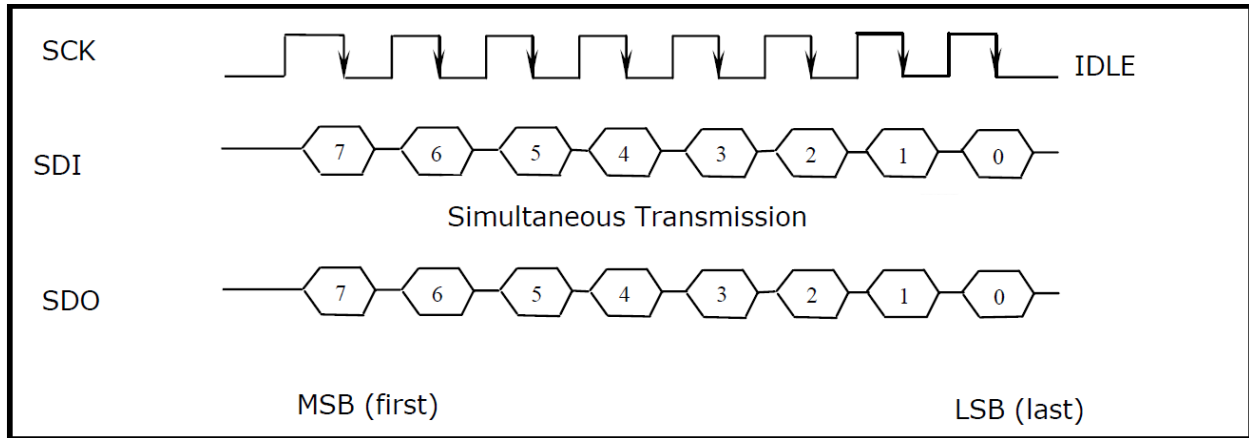 SCK
IDLE
SDI
7 6 5 4 3 2 1 0
Simultaneous Transmission
SDO
7 6 5 4 3 2 1 0
MSB (first)
LSB (last)